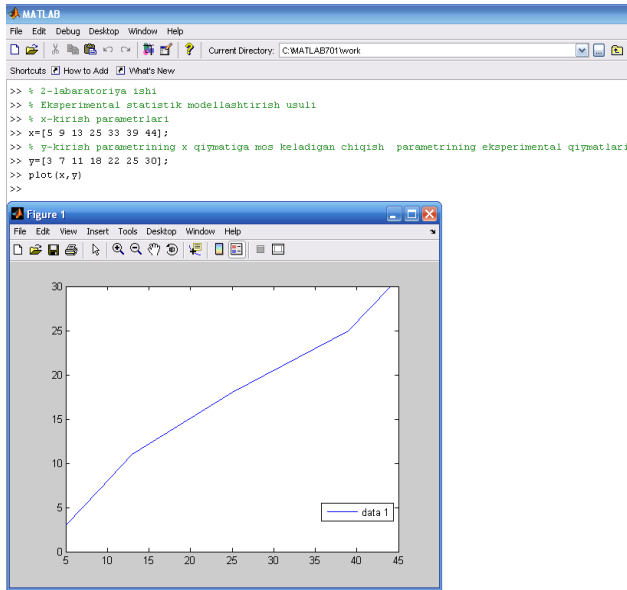 MATLAB
File Edit Debug Desktop Window Help
Current Directory: C:\MATLAB701\work
Shortcuts How to Add What's New
>> % 2-labaratoriya ishi
>> % Eksperimental statistik modellashtirish usuli
>> % x-kirish parametrlari
>> x=[5 9 13 25 33 39 44];
>> % y-kirish parametrining x qiymatiga mos keladigan chiqish  parametrining eksperimental qiymatlari
>> y=[3 7 11 18 22 25 30];
>> plot(x,y)
>>
Figure 1
File Edit View Insert Tools Desktop Window Help
30
25
20
15
10
5
0
data 1
5 10 15 20 25 30 35 40 45